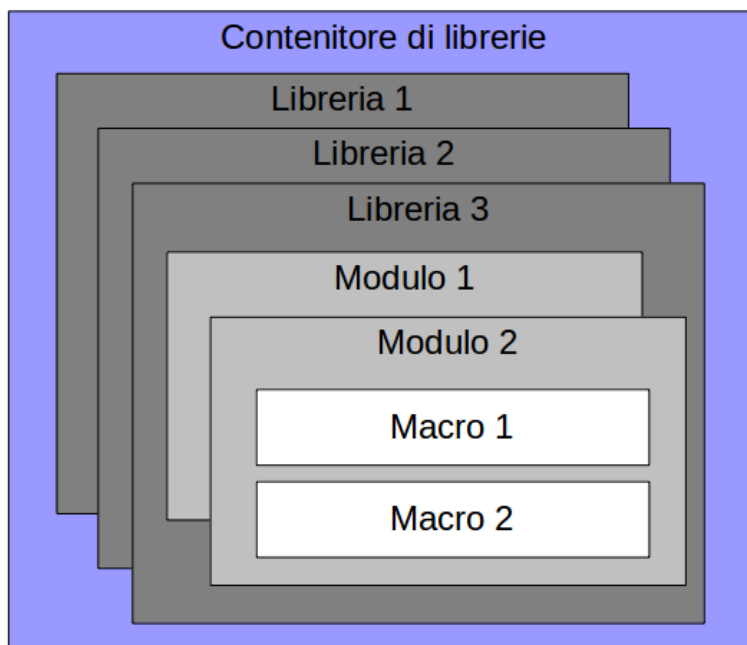 Contenitore di librerie
Libreria 1
Libreria 2
Libreria 3
Modulo 1
Modulo 2
Macro 1
Macro 2